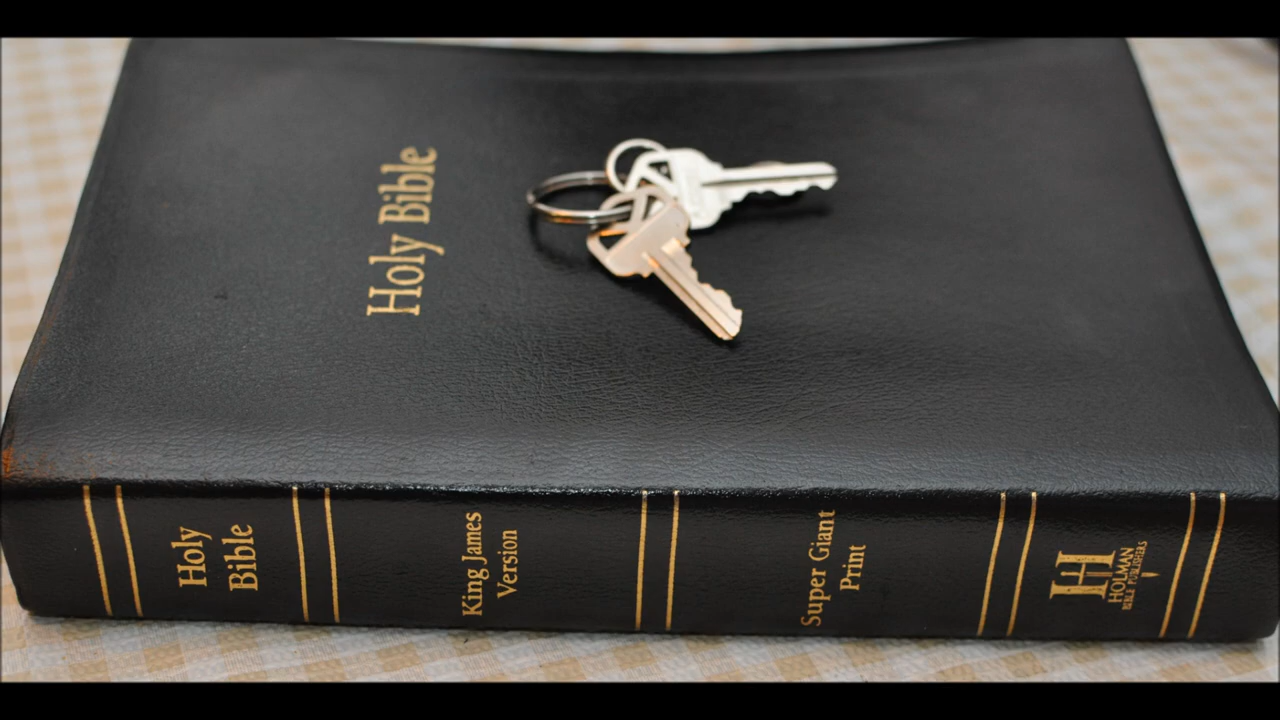 Holy Bible
Holy
Bible
King James
Version
Super Giant
Print
HOLMAN
BIBLE PUBLISHERS